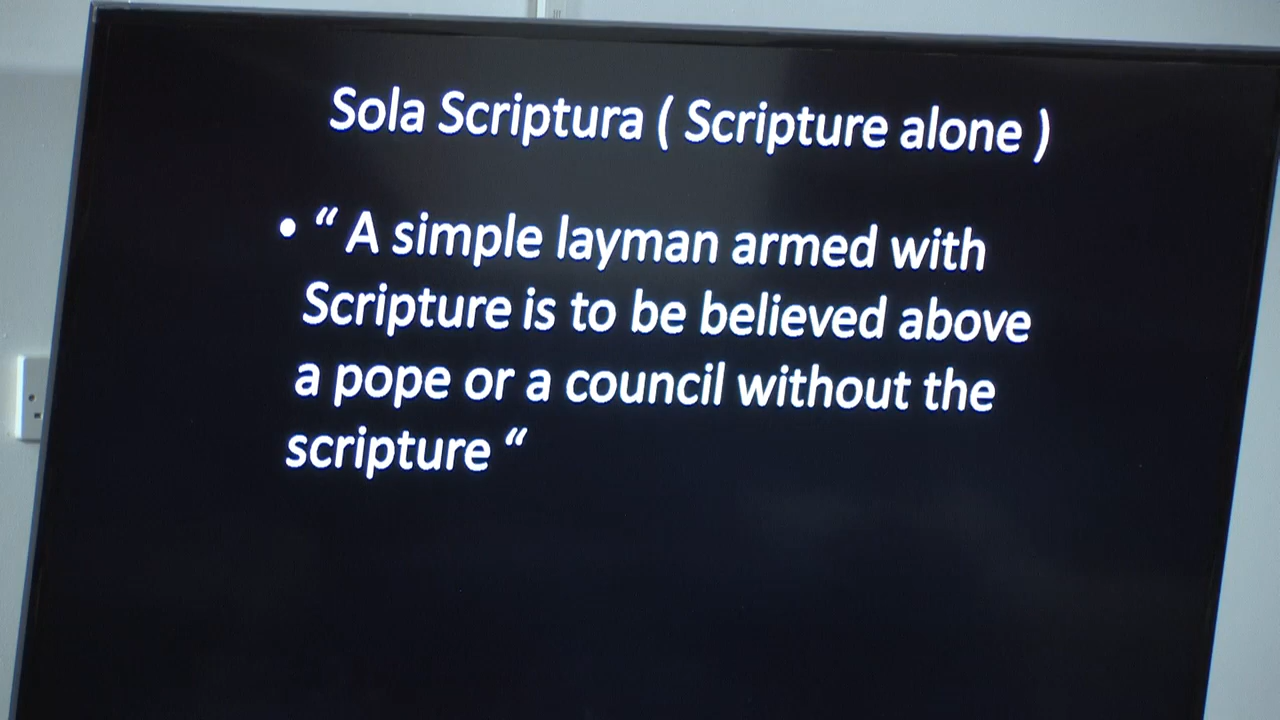 Sola Scriptura ( Scripture alone )
• “ A simple layman armed with
Scripture is to be believed above
a pope or a council without the
scripture “